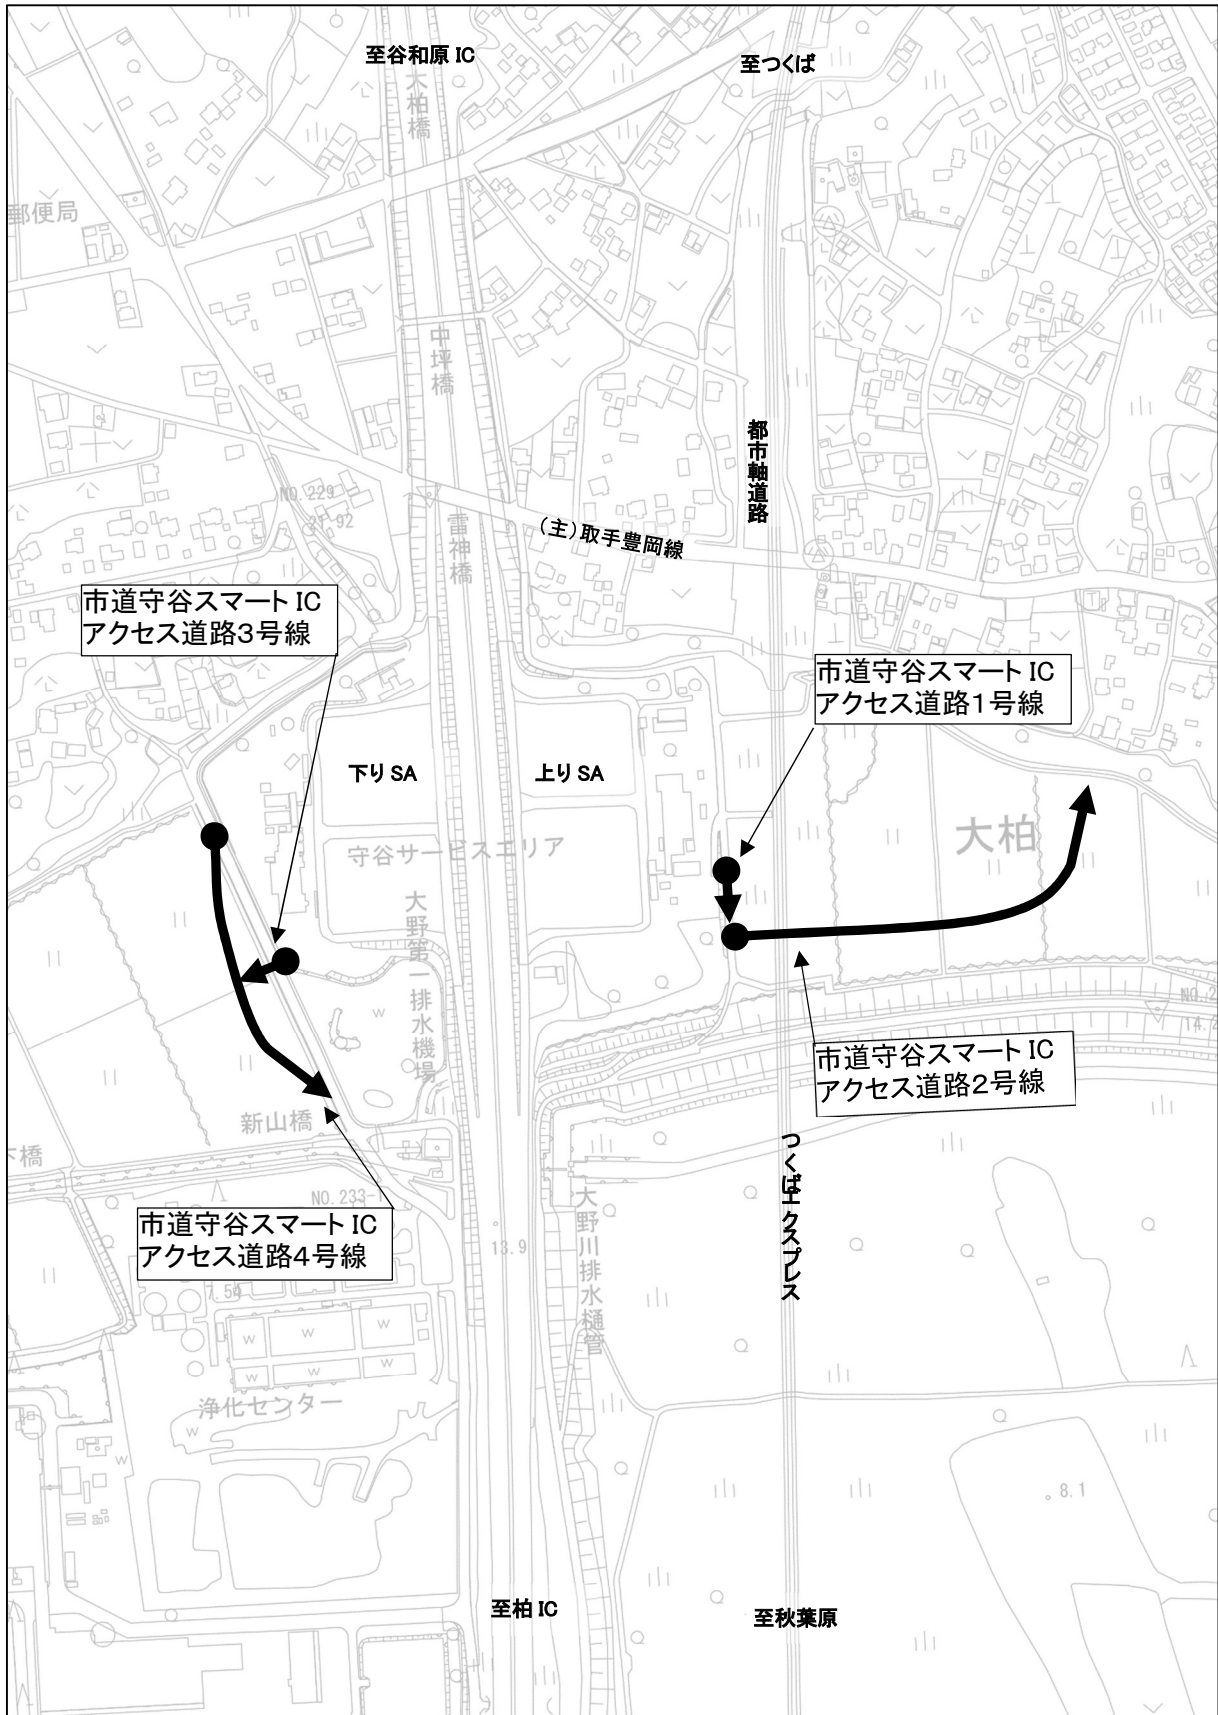 至谷和原 IC
至つくば
大柏橋
郵便局
中坪橋
都市軸道路
NO.229
21.92
雷神橋
(主)取手豊岡線
市道守谷スマート IC
アクセス道路3号線
市道守谷スマート IC
アクセス道路1号線
下り SA
上り SA
大柏
守谷サービスエリア
大野第一排水機場
市道守谷スマート IC
アクセス道路2号線
新山橋
つくばエクスプレス
NO.233-1
大野川排水樋管
市道守谷スマート IC
アクセス道路4号線
13.9
7.50
浄化センター
8.1
至柏 IC
至秋葉原